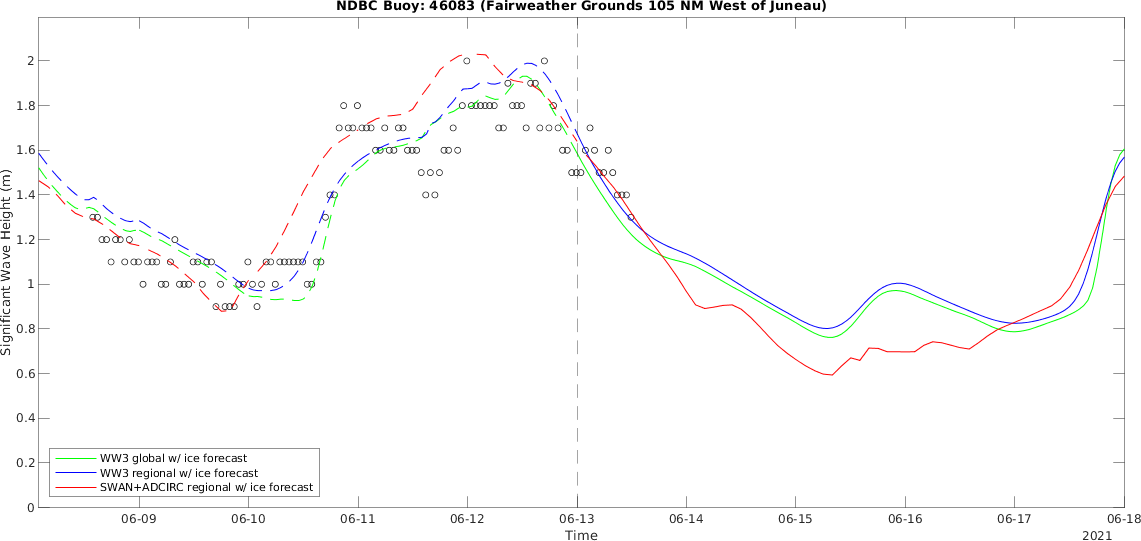 NDBC Buoy: 46083 (Fairweather Grounds 105 NM West of Juneau)
Significant Wave Height (m)
2
1.8
1.6
1.4
1.2
1
0.8
0.6
0.4
0.2
0
WW3 global w/ ice forecast
WW3 regional w/ ice forecast
SWAN+ADCIRC regional w/ ice forecast
06-09 06-10 06-11 06-12 06-13 06-14 06-15 06-16 06-17 06-18
Time
2021